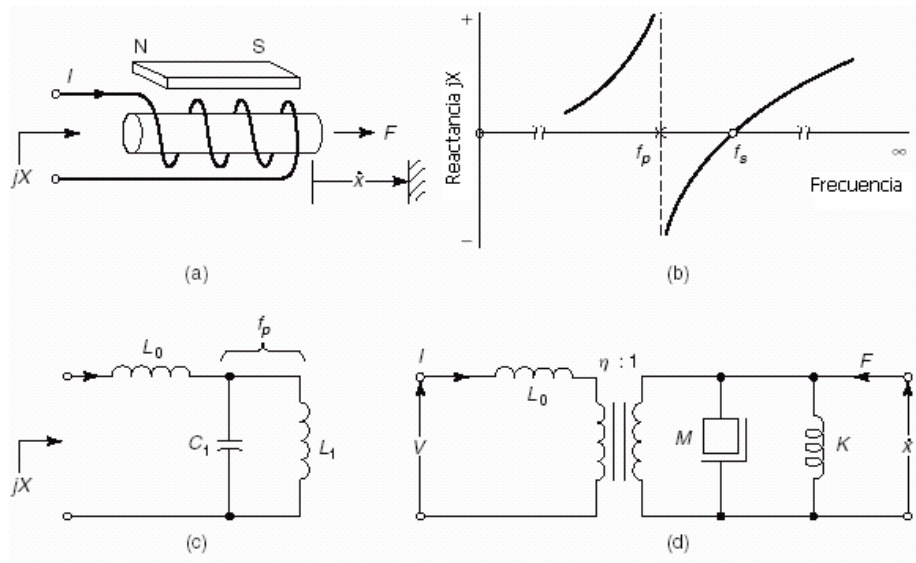 N S
I
F
jX
ẋ
(a)
+
Reactancia jX
f_p
f_s
∞
Frecuencia
−
(b)
f_p
L_0
C_1
L_1
jX
(c)
I
L_0
η : 1
F
V
M
K
ẋ
(d)